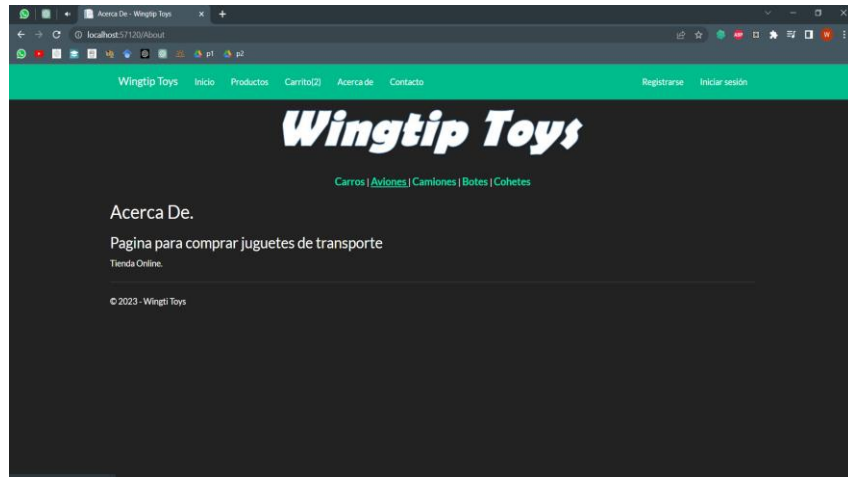 Acerca De - Wingtip Toys
localhost:57120/About
p1 p2
Wingtip Toys Inicio Productos Carrito(2) Acerca de Contacto Registrarse Iniciar sesión
Wingtip Toys
Carros | Aviones | Camiones | Botes | Cohetes
Acerca De.
Pagina para comprar juguetes de transporte
Tienda Online.
© 2023 - Wingti Toys